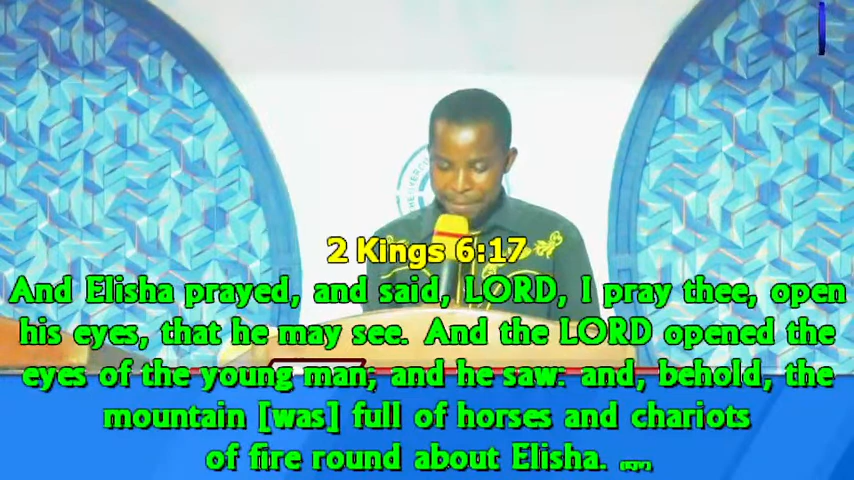 2 Kings 6:17
And Elisha prayed, and said, LORD, I pray thee, open
his eyes, that he may see. And the LORD opened the
eyes of the young man; and he saw: and, behold, the
mountain [was] full of horses and chariots
of fire round about Elisha. (KJV)